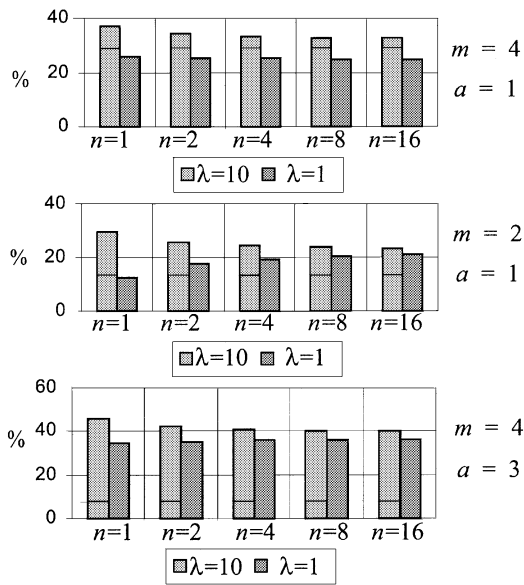 40
20
0
%
n=1 n=2 n=4 n=8 n=16
m = 4
a = 1
λ=10 λ=1
40
20
0
%
n=1 n=2 n=4 n=8 n=16
m = 2
a = 1
λ=10 λ=1
60
40
20
0
%
n=1 n=2 n=4 n=8 n=16
m = 4
a = 3
λ=10 λ=1